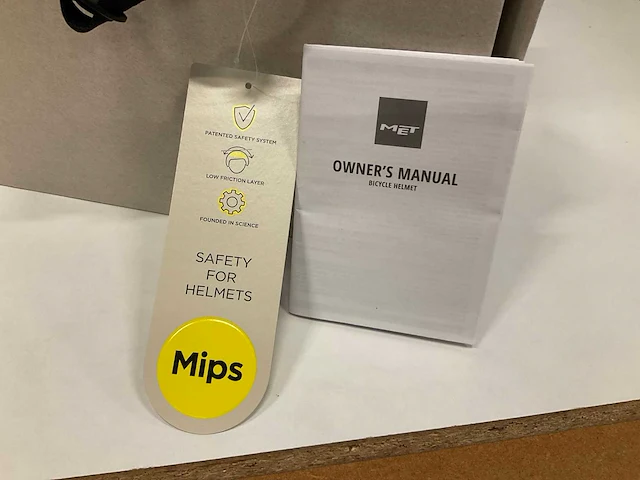 PATENTED SAFETY SYSTEM
LOW FRICTION LAYER
FOUNDED IN SCIENCE
SAFETY
FOR
HELMETS
Mips
MET
OWNER'S MANUAL
BICYCLE HELMET